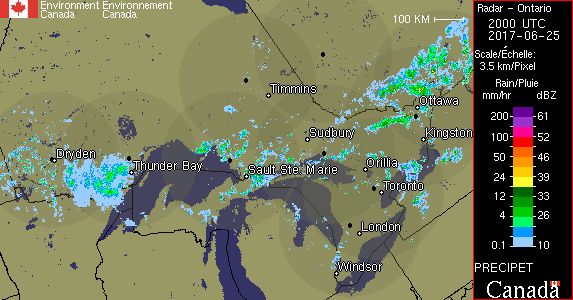 Environment Environnement
Canada Canada
100 KM
Timmins
Ottawa
Sudbury
Kingston
Dryden
Thunder Bay
Sault Ste. Marie
Orillia
Toronto
London
Windsor
Radar - Ontario
2000 UTC
2017-06-25
Scale/Échelle:
3.5 km/Pixel
Rain/Pluie
mm/hr dBZ
200 61
100 52
50 46
24 39
12 33
4 26
1 20
0.1 10
PRECIPET
Canada